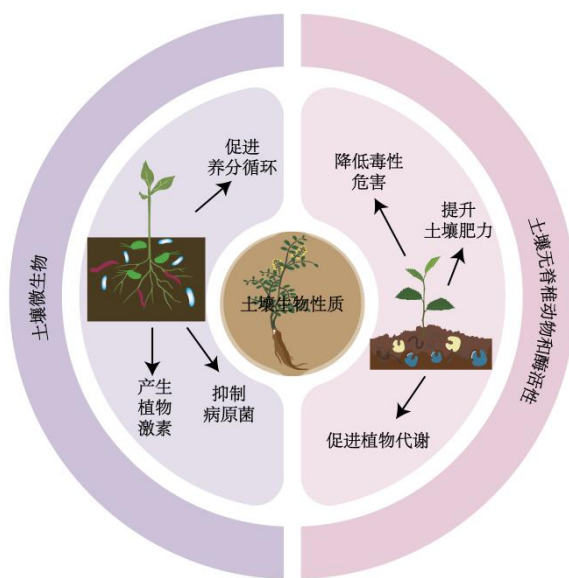 土壤微生物
促进
养分循环
产生
植物
激素
抑制
病原菌
土壤生物性质
降低毒性
危害
提升
土壤肥力
促进植物代谢
土壤无脊椎动物和酶活性